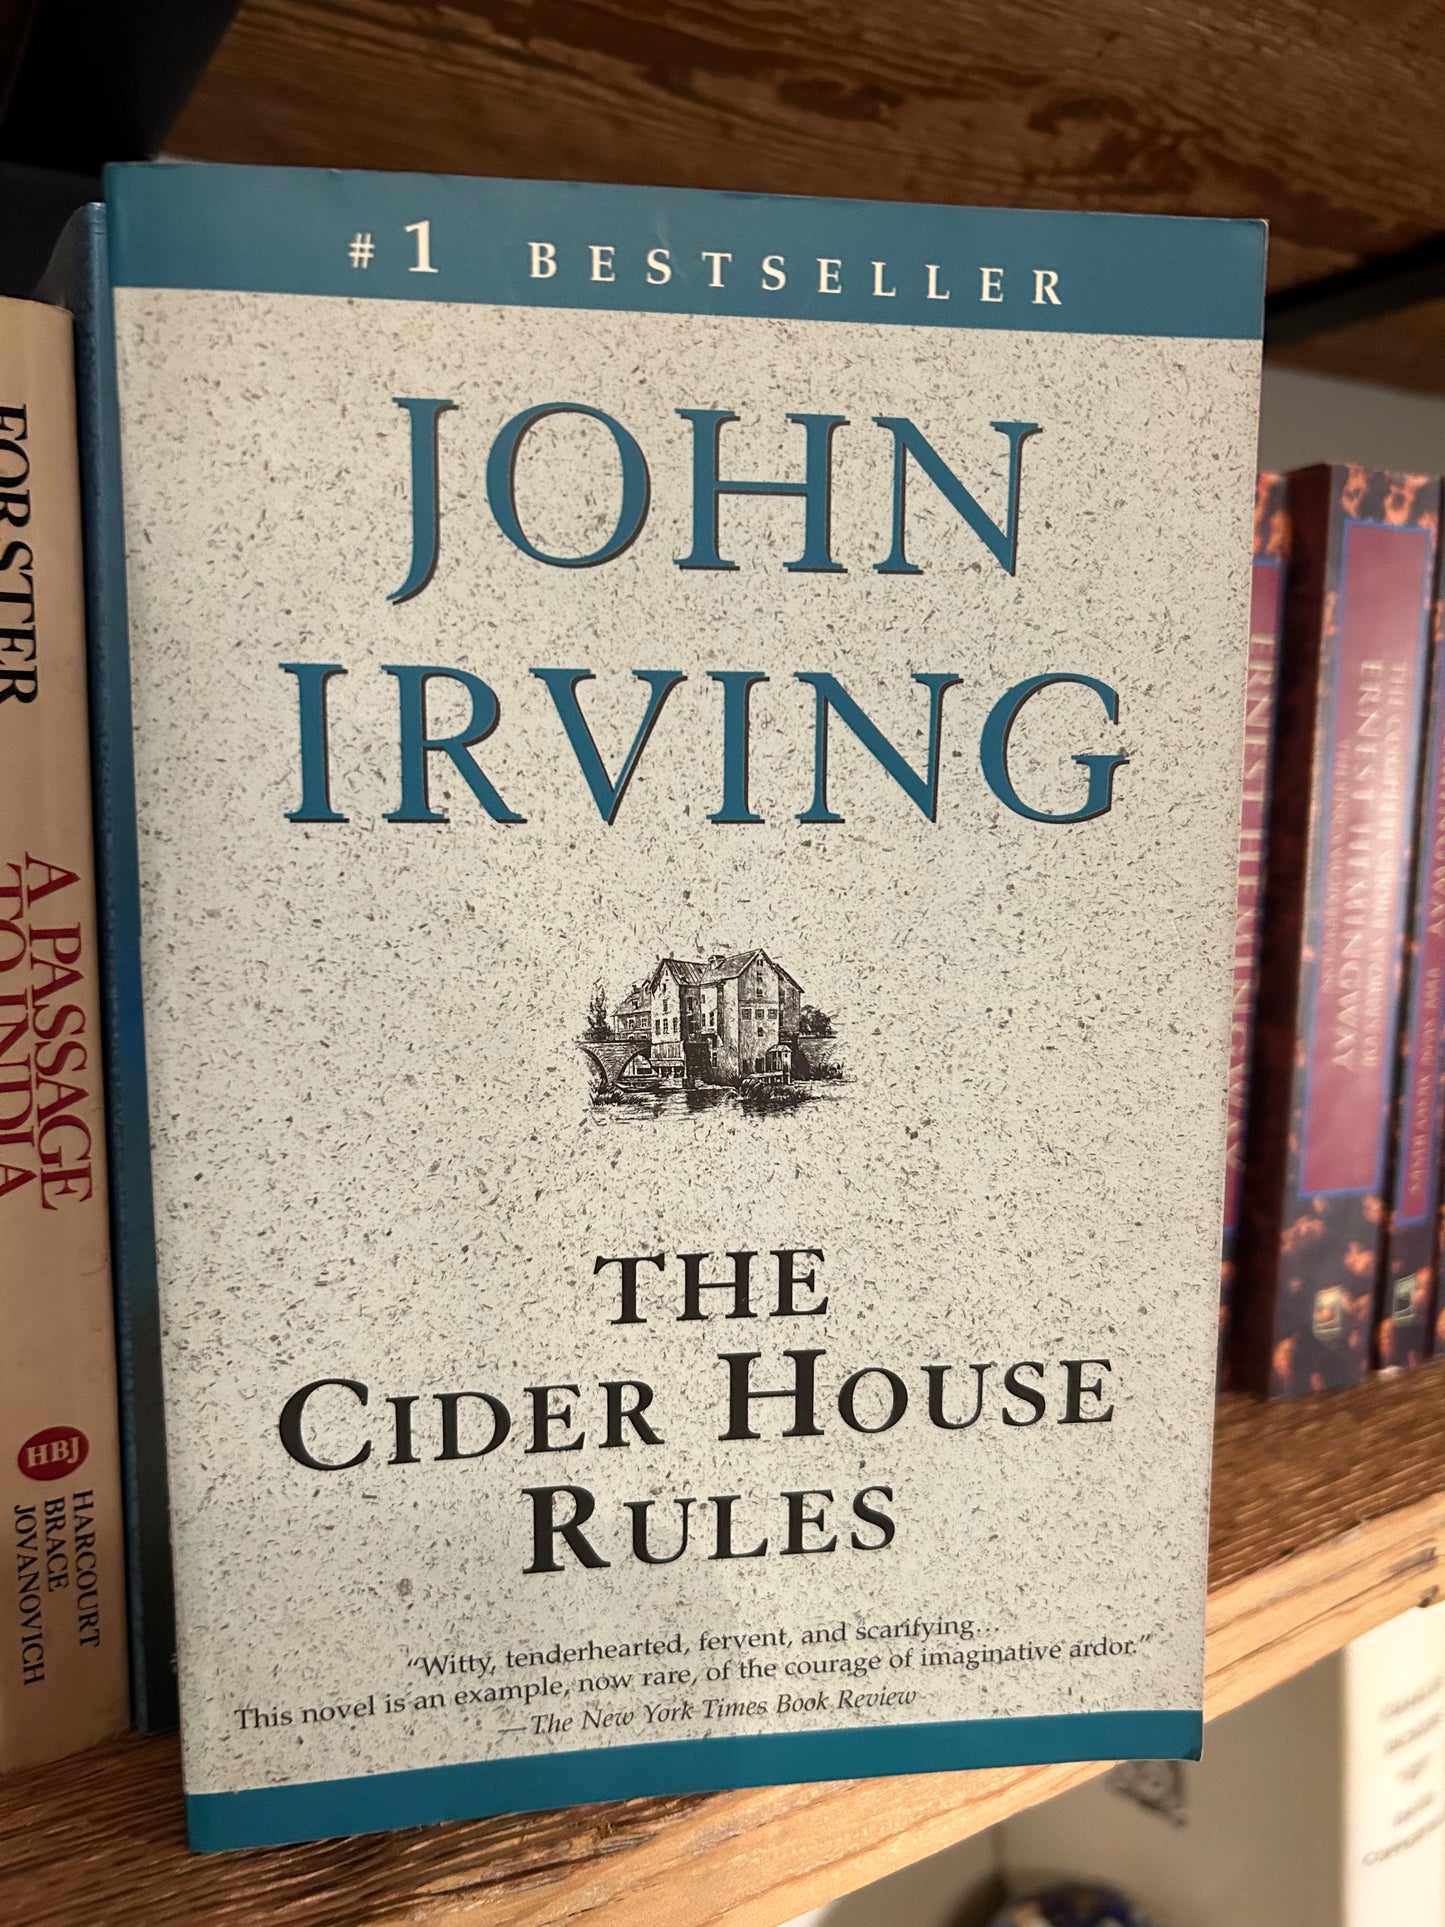 # 1 BESTSELLER
JOHN
IRVING
THE
CIDER HOUSE
RULES
“Witty, tenderhearted, fervent, and scarifying…
This novel is an example, now rare, of the courage of imaginative ardor.”
—The New York Times Book Review
FORSTER
A PASSAGE
TO INDIA
HBJ
HARCOURT
BRACE
JOVANOVICH
ERNEST HEMINGWAY
ERNEST HEMINGWAY